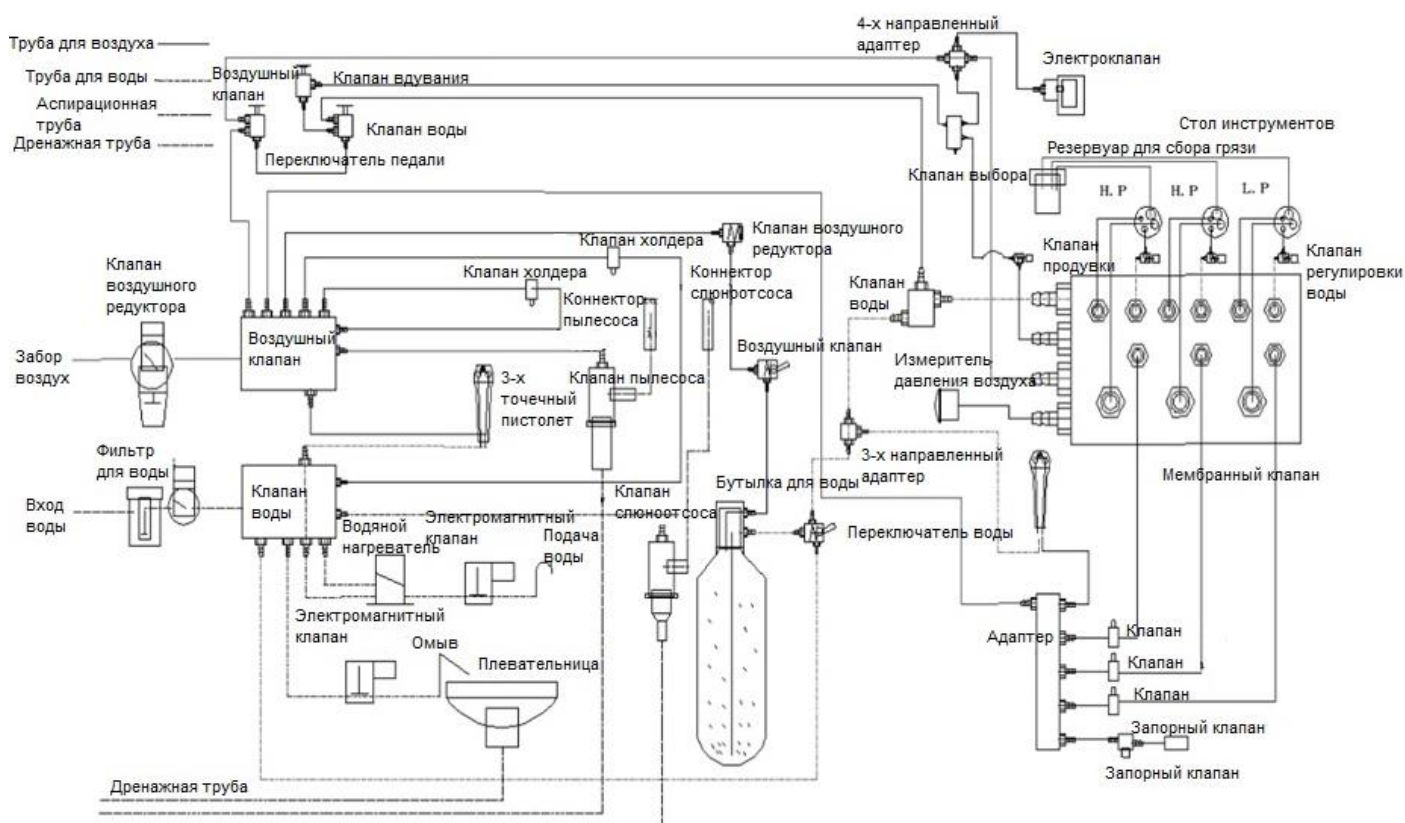 4-х направленный
адаптер
Труба для воздуха
Электроклапан
Труба для воды
Воздушный
клапан
Клапан вдувания
Аспирационная
труба
Клапан воды
Стол инструментов
Дренажная труба
Переключатель педали
Резервуар для сбора грязи
Клапан выбора
H. P
H. P
L. P
Клапан воздушного
редуктора
Клапан холдера
Клапан
продувки
Клапан
регулировки
воды
Клапан
воздушного
редуктора
Клапан холдера
Коннектор
слюноотсоса
Клапан
воды
Коннектор
пылесоса
Воздушный
клапан
Воздушный клапан
Забор
воздух
Измеритель
давления воздуха
3-х
точечный
пистолет
Клапан пылесоса
Фильтр
для воды
3-х направленный
адаптер
Мембранный клапан
Клапан
воды
Бутылка для воды
Клапан
слюноотсоса
Вход
воды
Водяной
нагреватель
Электромагнитный
клапан
Подача
воды
Переключатель воды
Электромагнитный
клапан
Адаптер
Клапан
Омыв
Плевательница
Клапан
Клапан
Запорный клапан
Запорный клапан
Дренажная труба